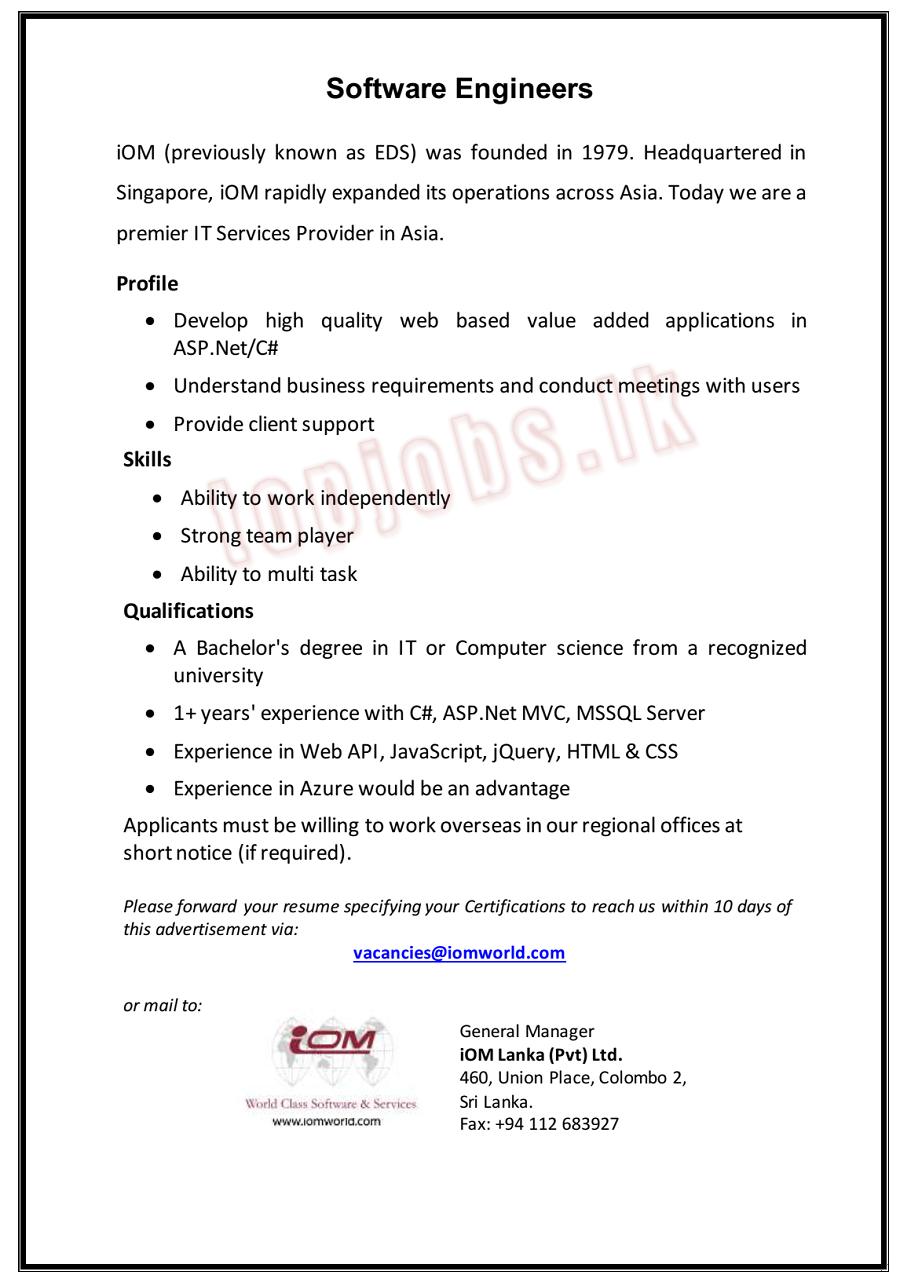 Software Engineers
iOM (previously known as EDS) was founded in 1979. Headquartered in
Singapore, iOM rapidly expanded its operations across Asia. Today we are a
premier IT Services Provider in Asia.
Profile
• Develop high quality web based value added applications in
ASP.Net/C#
• Understand business requirements and conduct meetings with users
• Provide client support
topjobs.lk
Skills
• Ability to work independently
• Strong team player
• Ability to multi task
Qualifications
• A Bachelor's degree in IT or Computer science from a recognized
university
• 1+ years' experience with C#, ASP.Net MVC, MSSQL Server
• Experience in Web API, JavaScript, jQuery, HTML & CSS
• Experience in Azure would be an advantage
Applicants must be willing to work overseas in our regional offices at
short notice (if required).
Please forward your resume specifying your Certifications to reach us within 10 days of
this advertisement via:
vacancies@iomworld.com
or mail to:
iOM
World Class Software & Services
www.iomworld.com
General Manager
iOM Lanka (Pvt) Ltd.
460, Union Place, Colombo 2,
Sri Lanka.
Fax: +94 112 683927